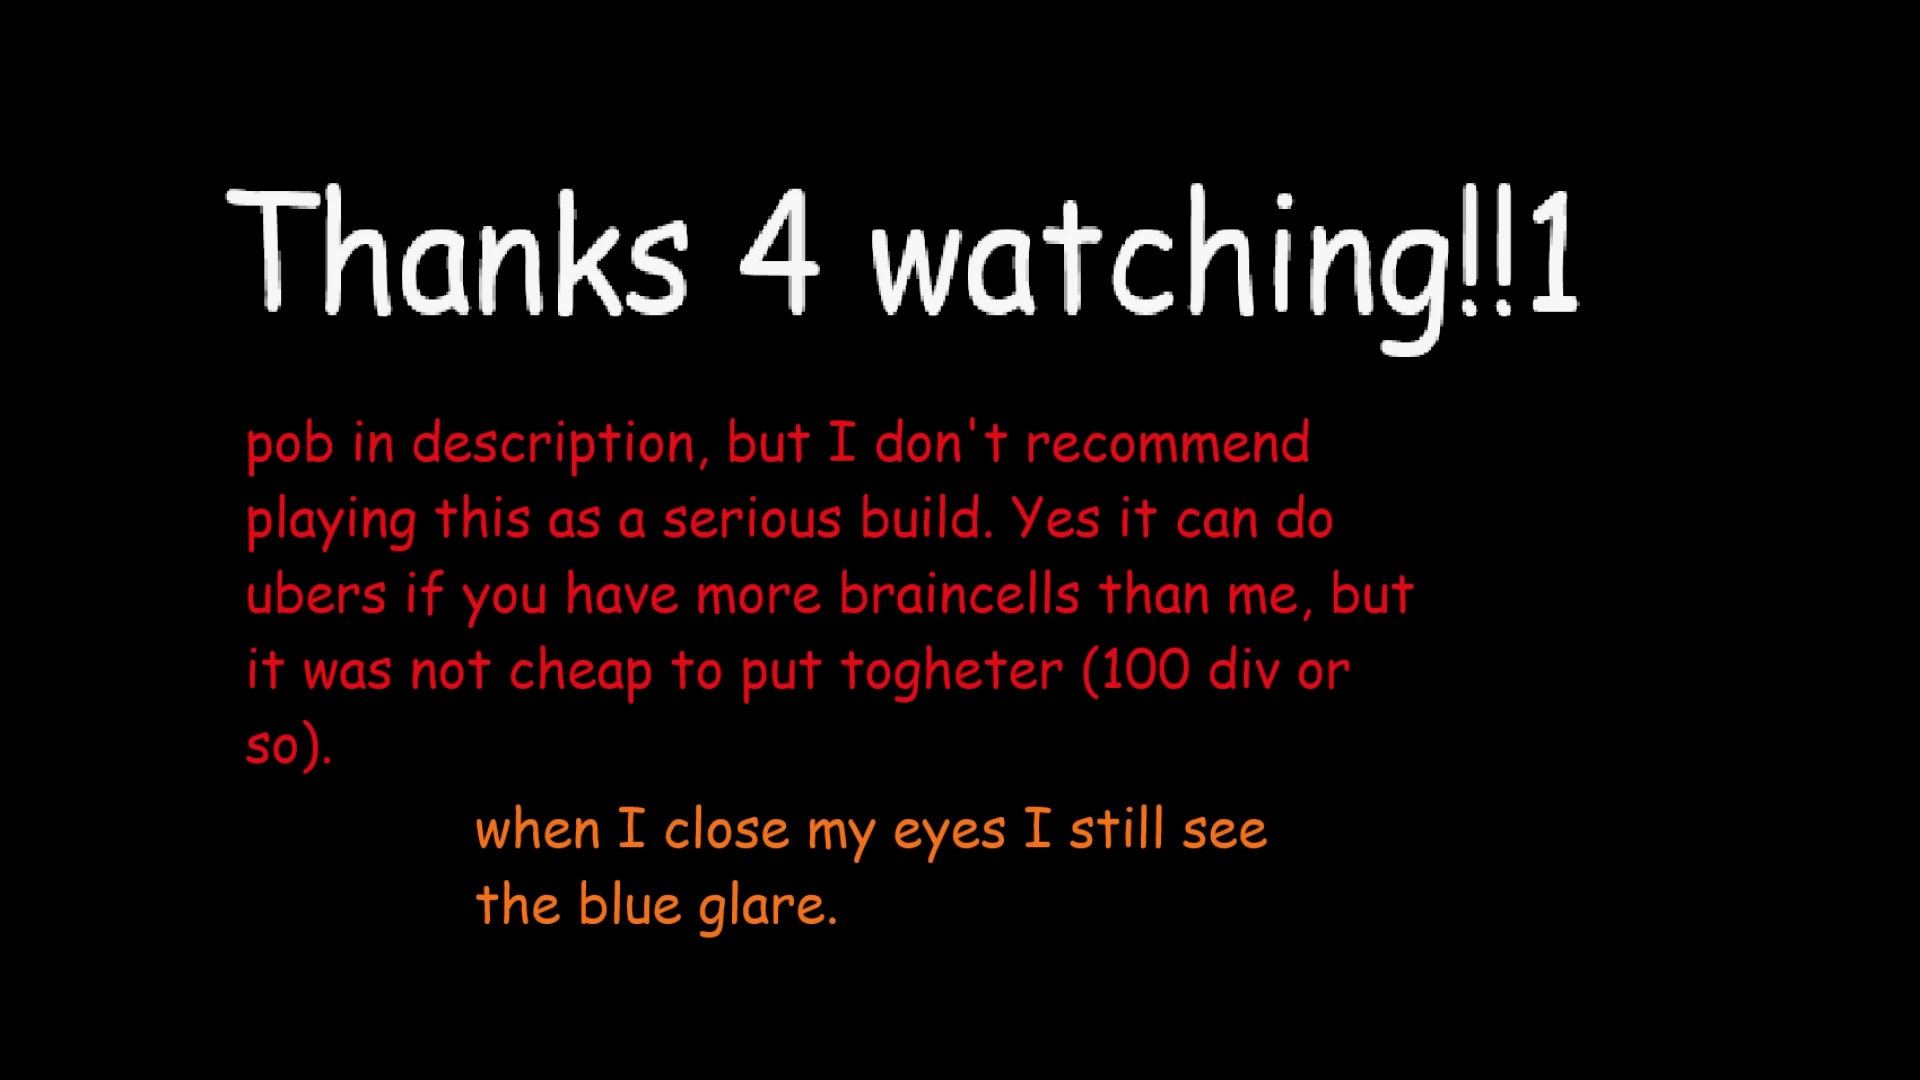 Thanks 4 watching!!1
pob in description, but I don't recommend
playing this as a serious build. Yes it can do
ubers if you have more braincells than me, but
it was not cheap to put togheter (100 div or
so).
when I close my eyes I still see
the blue glare.